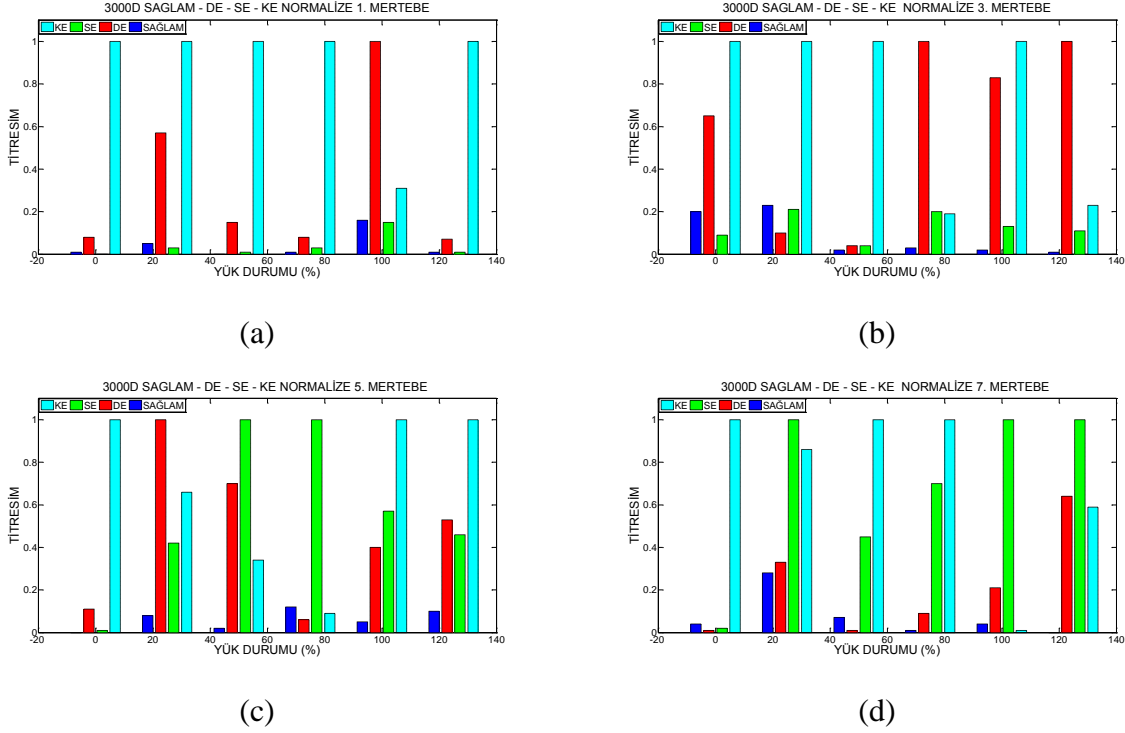 3000D SAGLAM - DE - SE - KE NORMALİZE 1. MERTEBE
KE SE DE SAĞLAM
TİTRESİM
1
0.8
0.6
0.4
0.2
0
-20 0 20 40 60 80 100 120 140
YÜK DURUMU (%)
(a)
3000D SAGLAM - DE - SE - KE NORMALİZE 3. MERTEBE
KE SE DE SAĞLAM
TİTRESİM
1
0.8
0.6
0.4
0.2
0
-20 0 20 40 60 80 100 120 140
YÜK DURUMU (%)
(b)
3000D SAGLAM - DE - SE - KE NORMALİZE 5. MERTEBE
KE SE DE SAĞLAM
TİTRESİM
1
0.8
0.6
0.4
0.2
0
-20 0 20 40 60 80 100 120 140
YÜK DURUMU (%)
(c)
3000D SAGLAM - DE - SE - KE NORMALİZE 7. MERTEBE
KE SE DE SAĞLAM
TİTRESİM
1
0.8
0.6
0.4
0.2
0
-20 0 20 40 60 80 100 120 140
YÜK DURUMU (%)
(d)